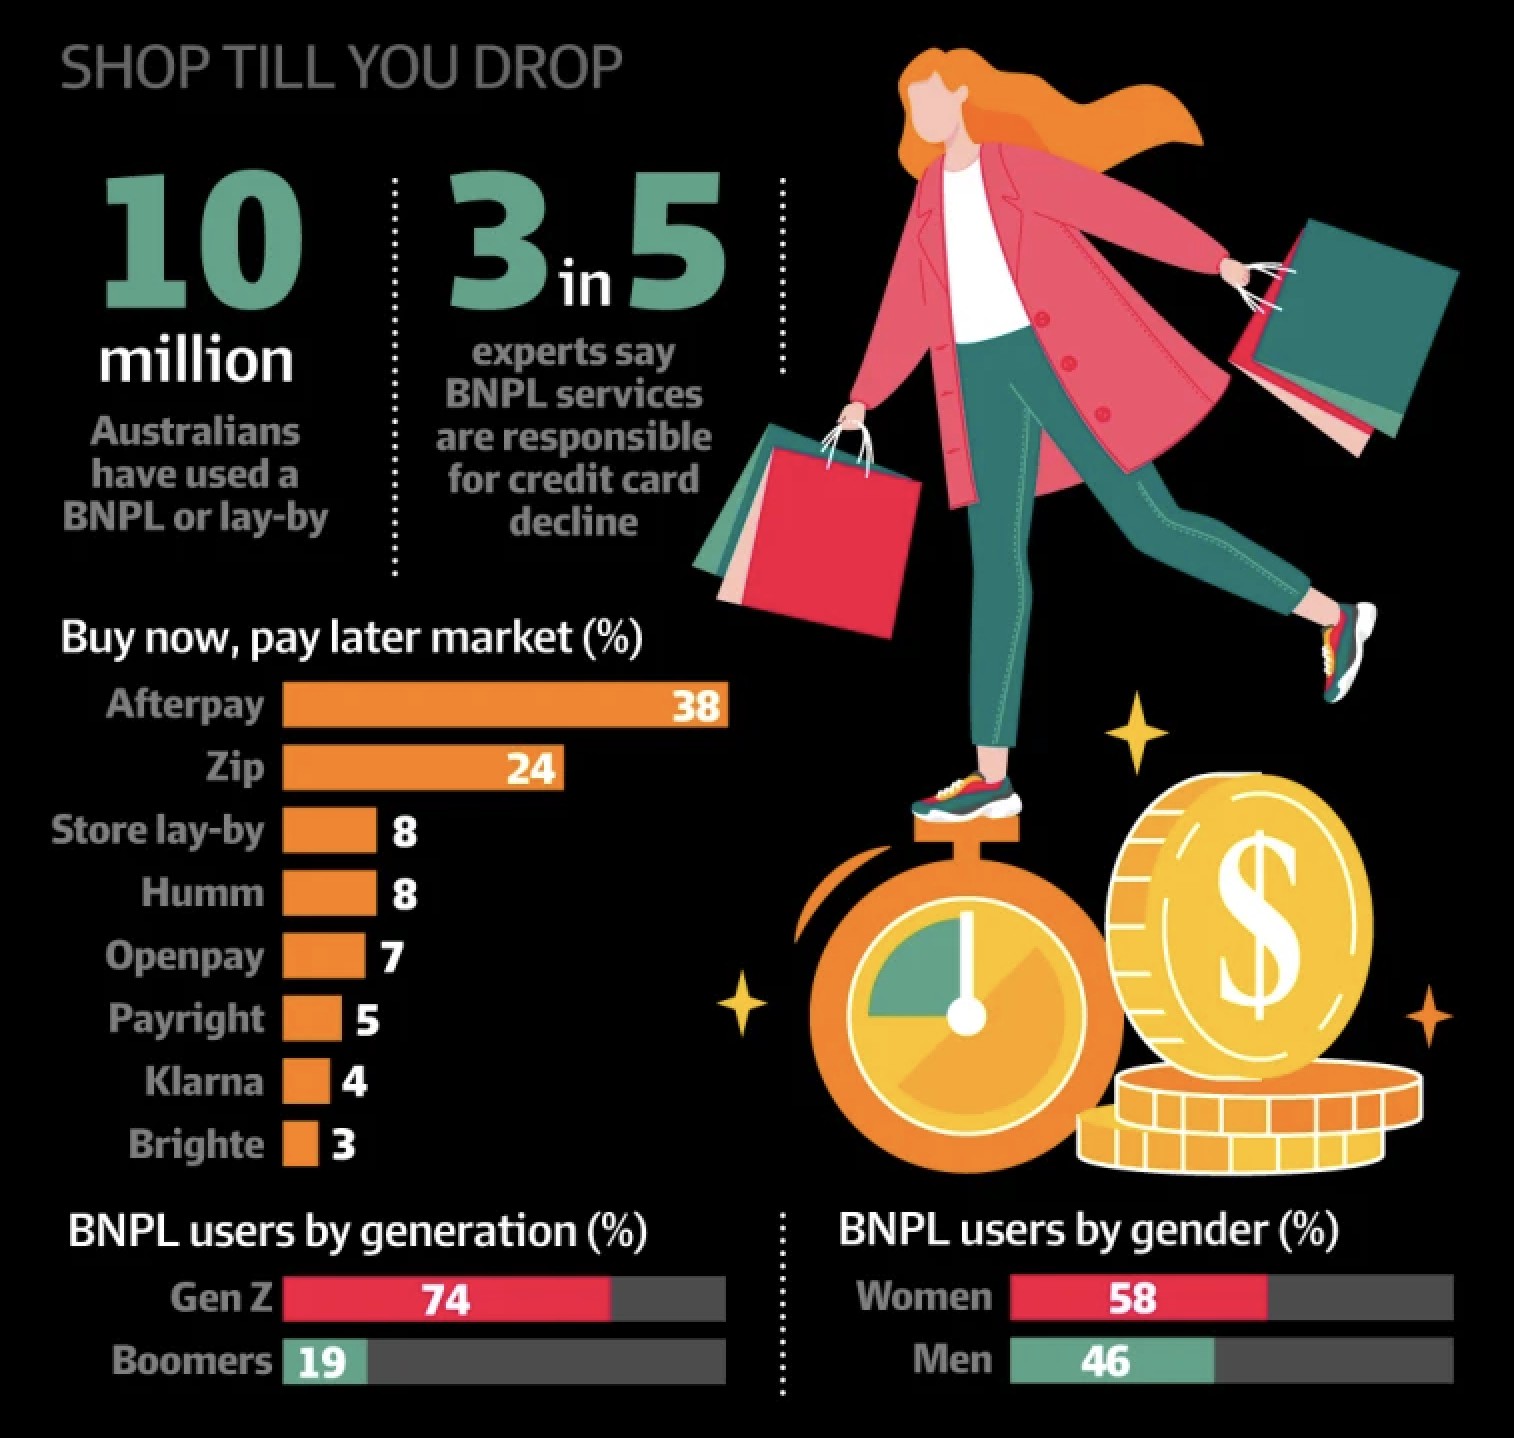 SHOP TILL YOU DROP
10
million
Australians
have used a
BNPL or lay-by
3 in 5
experts say
BNPL services
are responsible
for credit card
decline
Buy now, pay later market (%)
Afterpay 38
Zip 24
Store lay-by 8
Humm 8
Openpay 7
Payright 5
Klarna 4
Brighte 3
$
BNPL users by generation (%)
Gen Z 74
Boomers 19
BNPL users by gender (%)
Women 58
Men 46